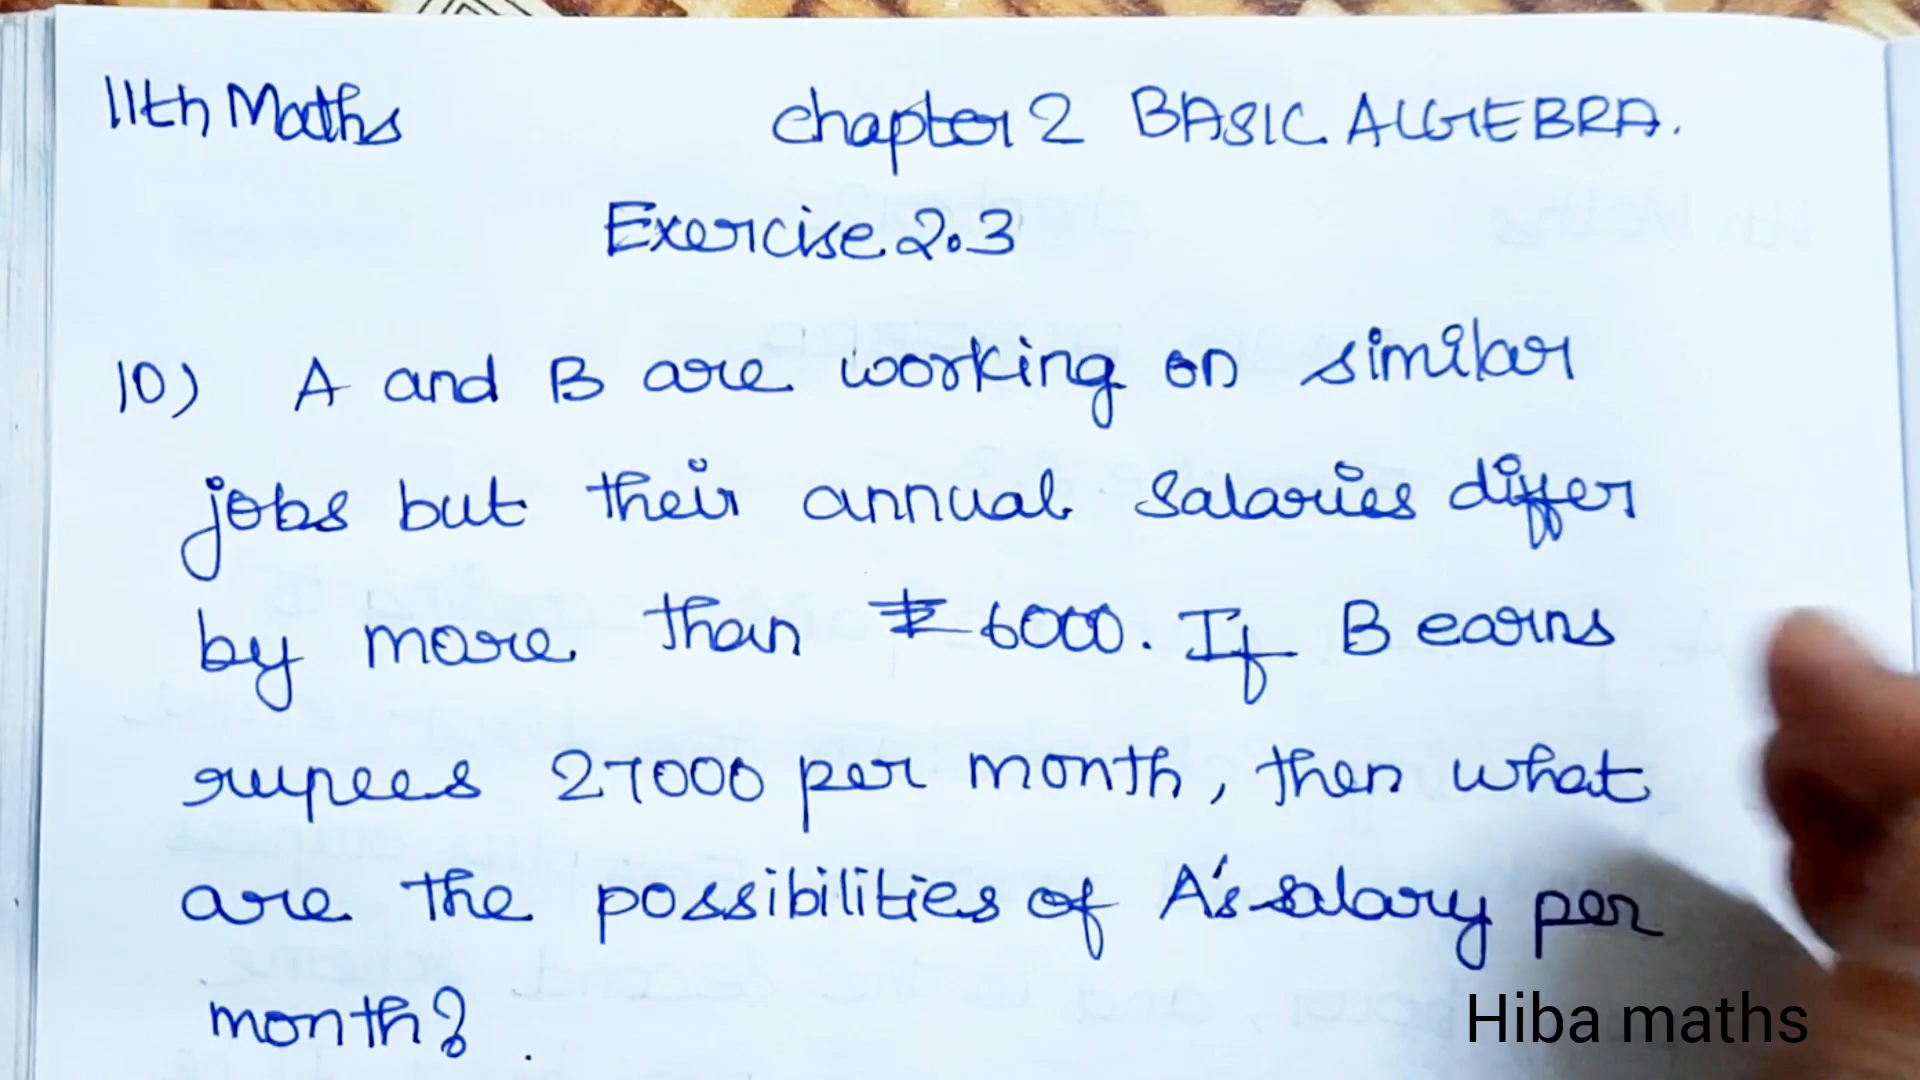 11th Maths chapter 2 BASIC ALGEBRA.
Exercise 2.3
10) A and B are working on similar
jobs but their annual salaries differ
by more than ₹ 6000. If B earns
rupees 27000 per month, then what
are the possibilities of A's salary per
month?
Hiba maths